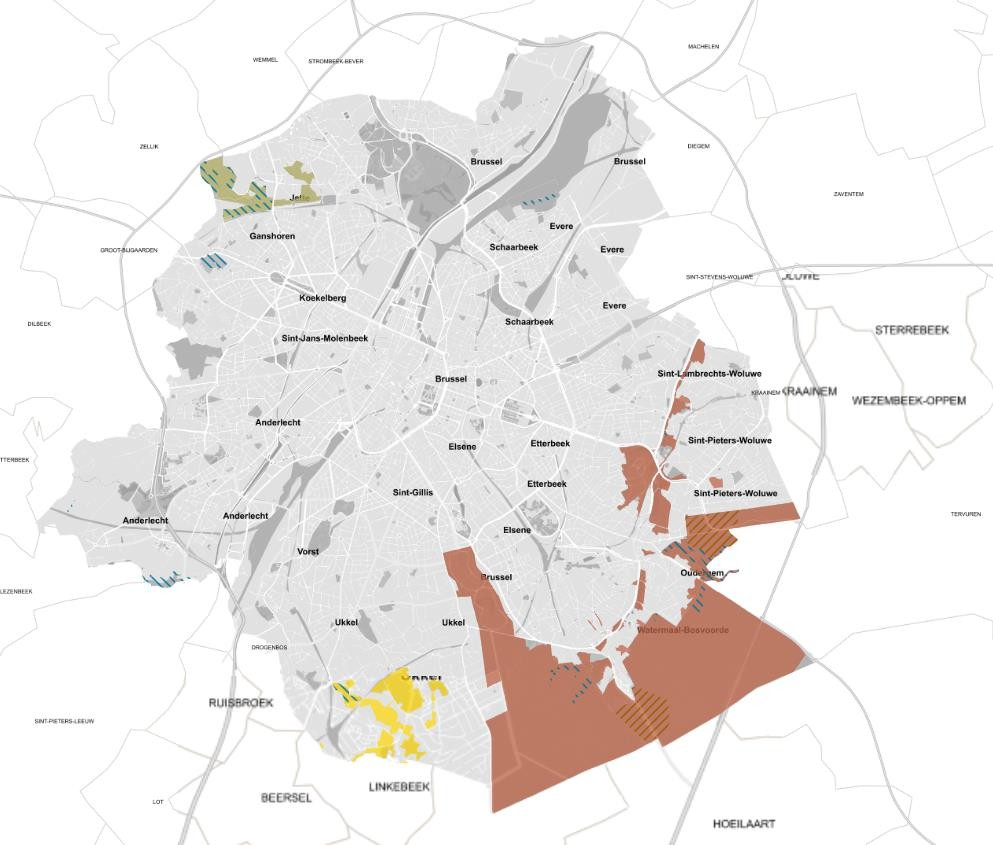 MACHELEN
WEMMEL
STROMBEEK-BEVER
ZELLIK
DIEGEM
Brussel
Brussel
ZAVENTEM
Jette
Evere
Ganshoren
Schaarbeek
Evere
GROOT-BIJGAARDEN
SINT-STEVENS-WOLUWE
Koekelberg
Evere
DILBEEK
Schaarbeek
STERREBEEK
Sint-Jans-Molenbeek
Sint-Lambrechts-Woluwe
Brussel
KRAAINEM
KRAAINEM
WEZEMBEEK-OPPEM
Anderlecht
Elsene
Etterbeek
Sint-Pieters-Woluwe
TTERBEEK
Etterbeek
Sint-Gillis
Sint-Pieters-Woluwe
TERVUREN
Anderlecht
Anderlecht
Elsene
Vorst
Brussel
Oudergem
LEZENBEEK
Ukkel
Ukkel
Watermaal-Bosvoorde
DROGENBOS
RUISBROEK
SINT-PIETERS-LEEUW
LINKEBEEK
BEERSEL
LOT
HOEILAART